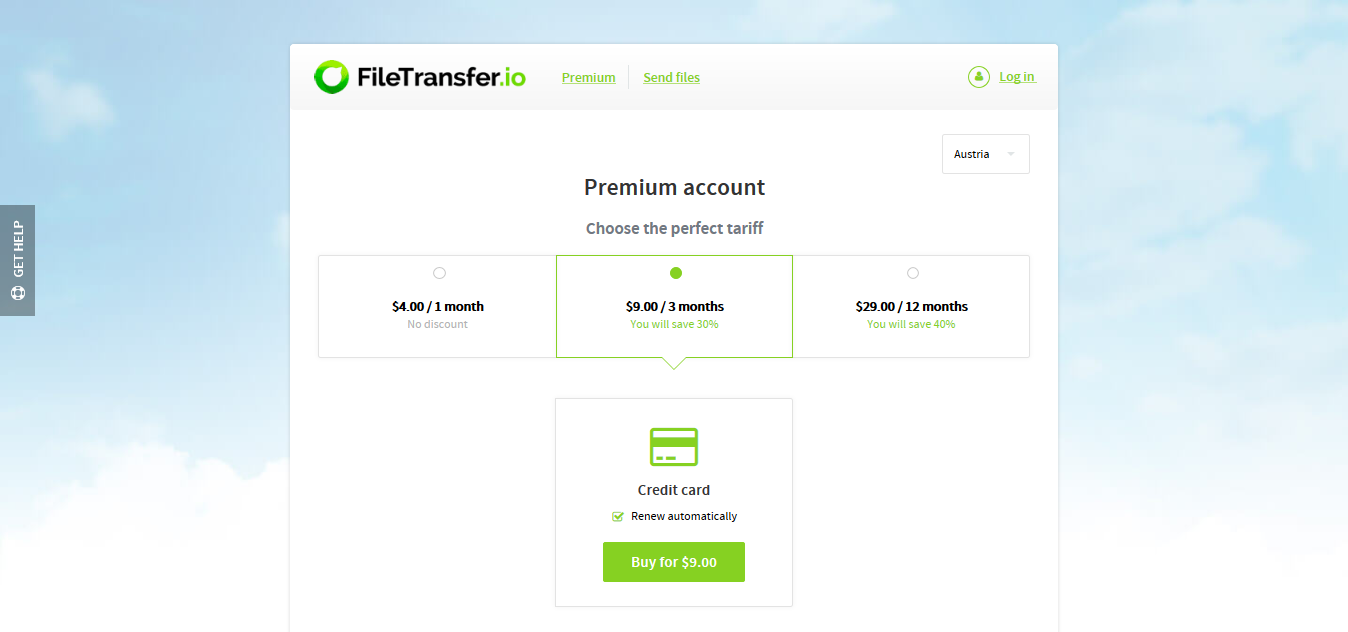 FileTransfer.io
Premium
Send files
Log in
Austria
GET HELP
Premium account
Choose the perfect tariff
$4.00 / 1 month
No discount
$9.00 / 3 months
You will save 30%
$29.00 / 12 months
You will save 40%
Credit card
Renew automatically
Buy for $9.00